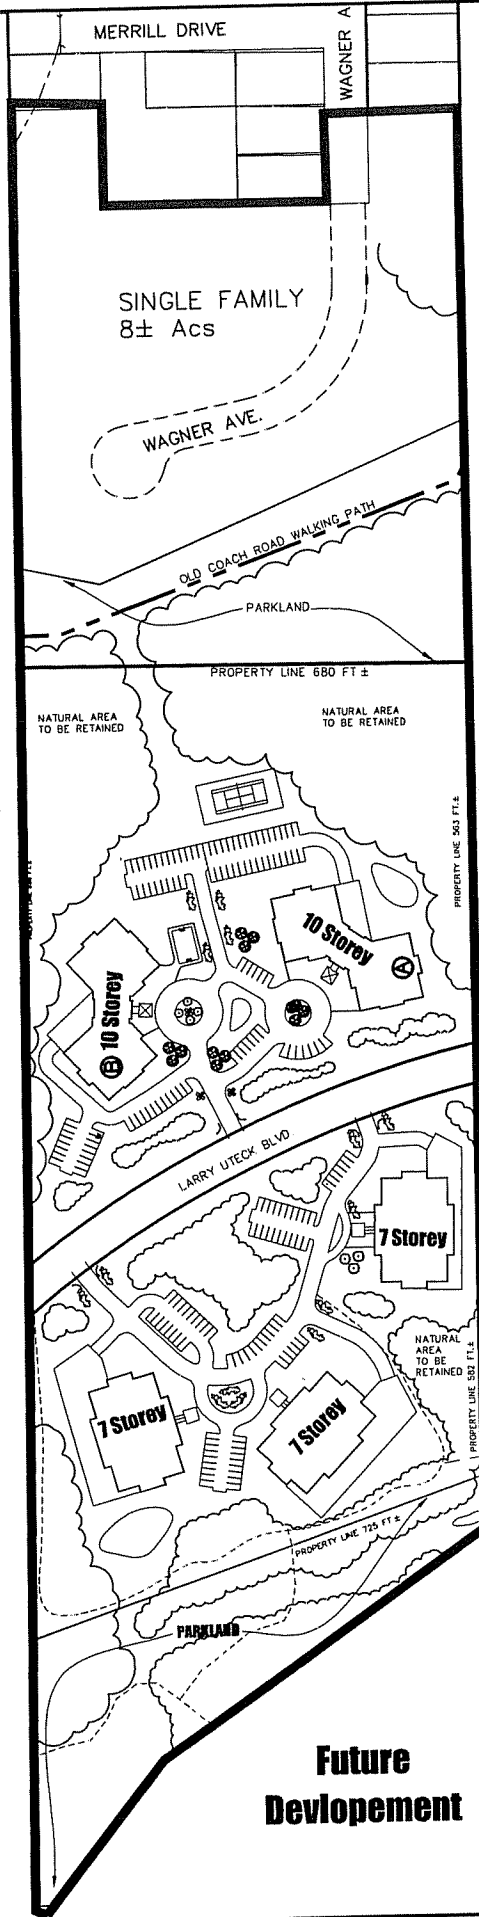 MERRILL DRIVE
WAGNER A
SINGLE FAMILY
8± Acs
WAGNER AVE.
OLD COACH ROAD WALKING PATH
PARKLAND
PROPERTY LINE 680 FT ±
NATURAL AREA
TO BE RETAINED
NATURAL AREA
TO BE RETAINED
PROPERTY LINE 563 FT.±
10 Storey
A
10 Storey
B
LARRY UTECK BLVD
7 Storey
NATURAL
AREA
TO BE
RETAINED
PROPERTY LINE 582 FT.±
7 Storey
7 Storey
PROPERTY LINE 725 FT ±
PARKLAND
Future
Devlopement